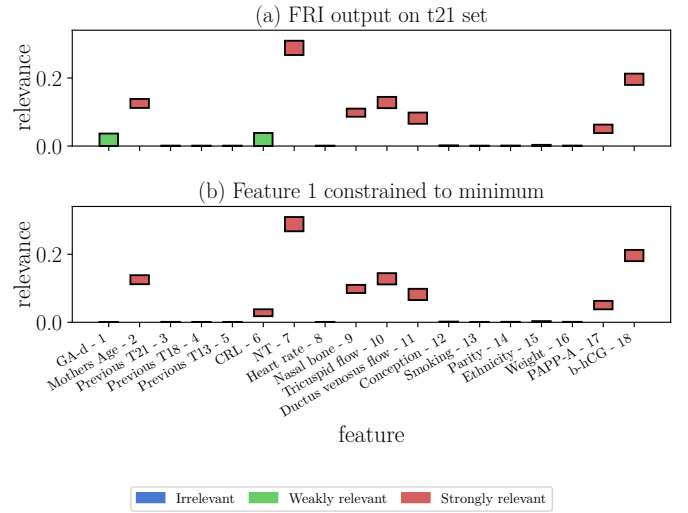 (a) FRI output on t21 set
relevance
0.2
0.0
(b) Feature 1 constrained to minimum
relevance
0.2
0.0
GA-d - 1
Mothers Age - 2
Previous T21 - 3
Previous T18 - 4
Previous T13 - 5
CRL - 6
NT - 7
Heart rate - 8
Nasal bone - 9
Tricuspid flow - 10
Ductus venosus flow - 11
Conception - 12
Smoking - 13
Parity - 14
Ethnicity - 15
Weight - 16
PAPP-A - 17
b-hCG - 18
feature
Irrelevant Weakly relevant Strongly relevant